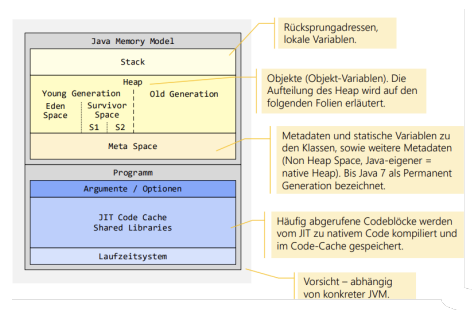 Java Memory Model
Stack
Heap
Young Generation
Old Generation
Eden
Space
Survivor
Space
S1
S2
Meta Space
Programm
Argumente / Optionen
JIT Code Cache
Shared Libraries
Laufzeitsystem
Rücksprungadressen,
lokale Variablen.
Objekte (Objekt-Variablen). Die
Aufteilung des Heap wird auf den
folgenden Folien erläutert.
Metadaten und statische Variablen zu
den Klassen, sowie weitere Metadaten
(Non Heap Space, Java-eigener =
native Heap). Bis Java 7 als Permanent
Generation bezeichnet.
Häufig abgerufene Codeblöcke werden
vom JIT zu nativem Code kompiliert und
im Code-Cache gespeichert.
Vorsicht – abhängig
von konkreter JVM.